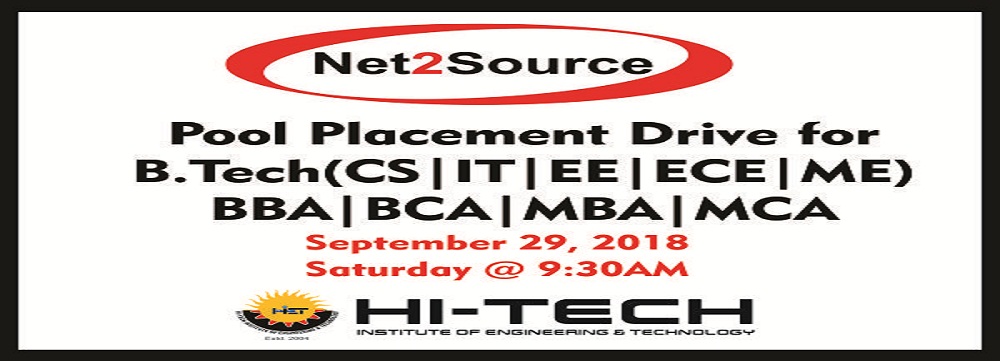 Net2Source
Pool Placement Drive for
B.Tech(CS|IT|EE|ECE|ME)
BBA|BCA|MBA|MCA
September 29, 2018
Saturday @ 9:30AM
HIET
Estd. 2004
HI-TECH
INSTITUTE OF ENGINEERING & TECHNOLOGY